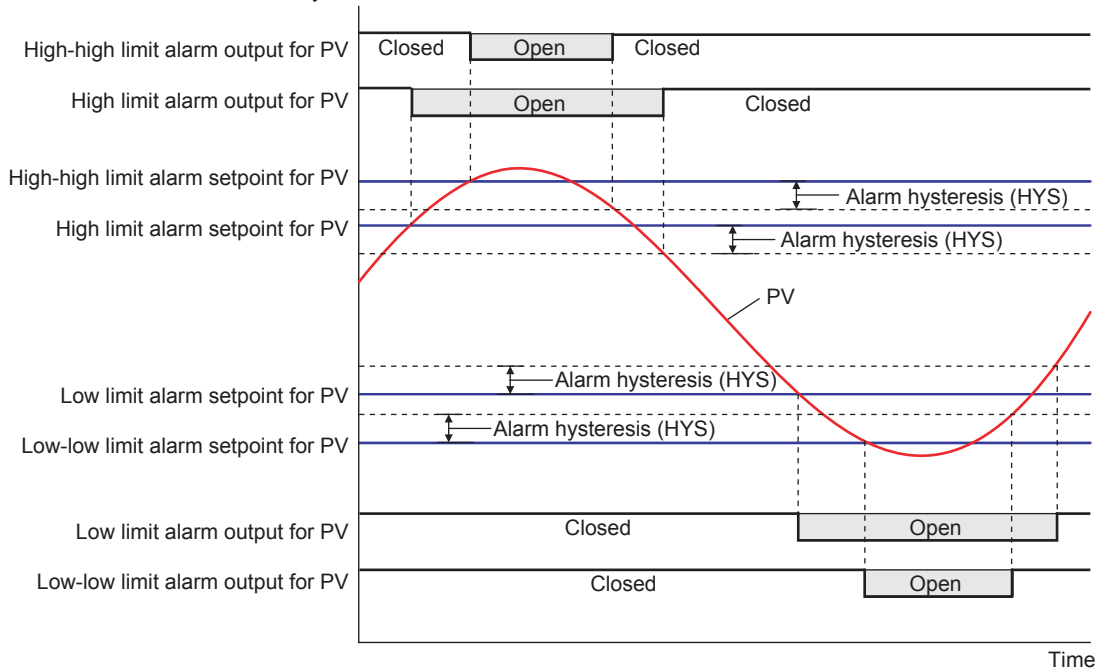 High-high limit alarm output for PV
Closed
Open
Closed
High limit alarm output for PV
Open
Closed
High-high limit alarm setpoint for PV
Alarm hysteresis (HYS)
High limit alarm setpoint for PV
Alarm hysteresis (HYS)
PV
Alarm hysteresis (HYS)
Low limit alarm setpoint for PV
Alarm hysteresis (HYS)
Low-low limit alarm setpoint for PV
Low limit alarm output for PV
Closed
Open
Low-low limit alarm output for PV
Closed
Open
Time